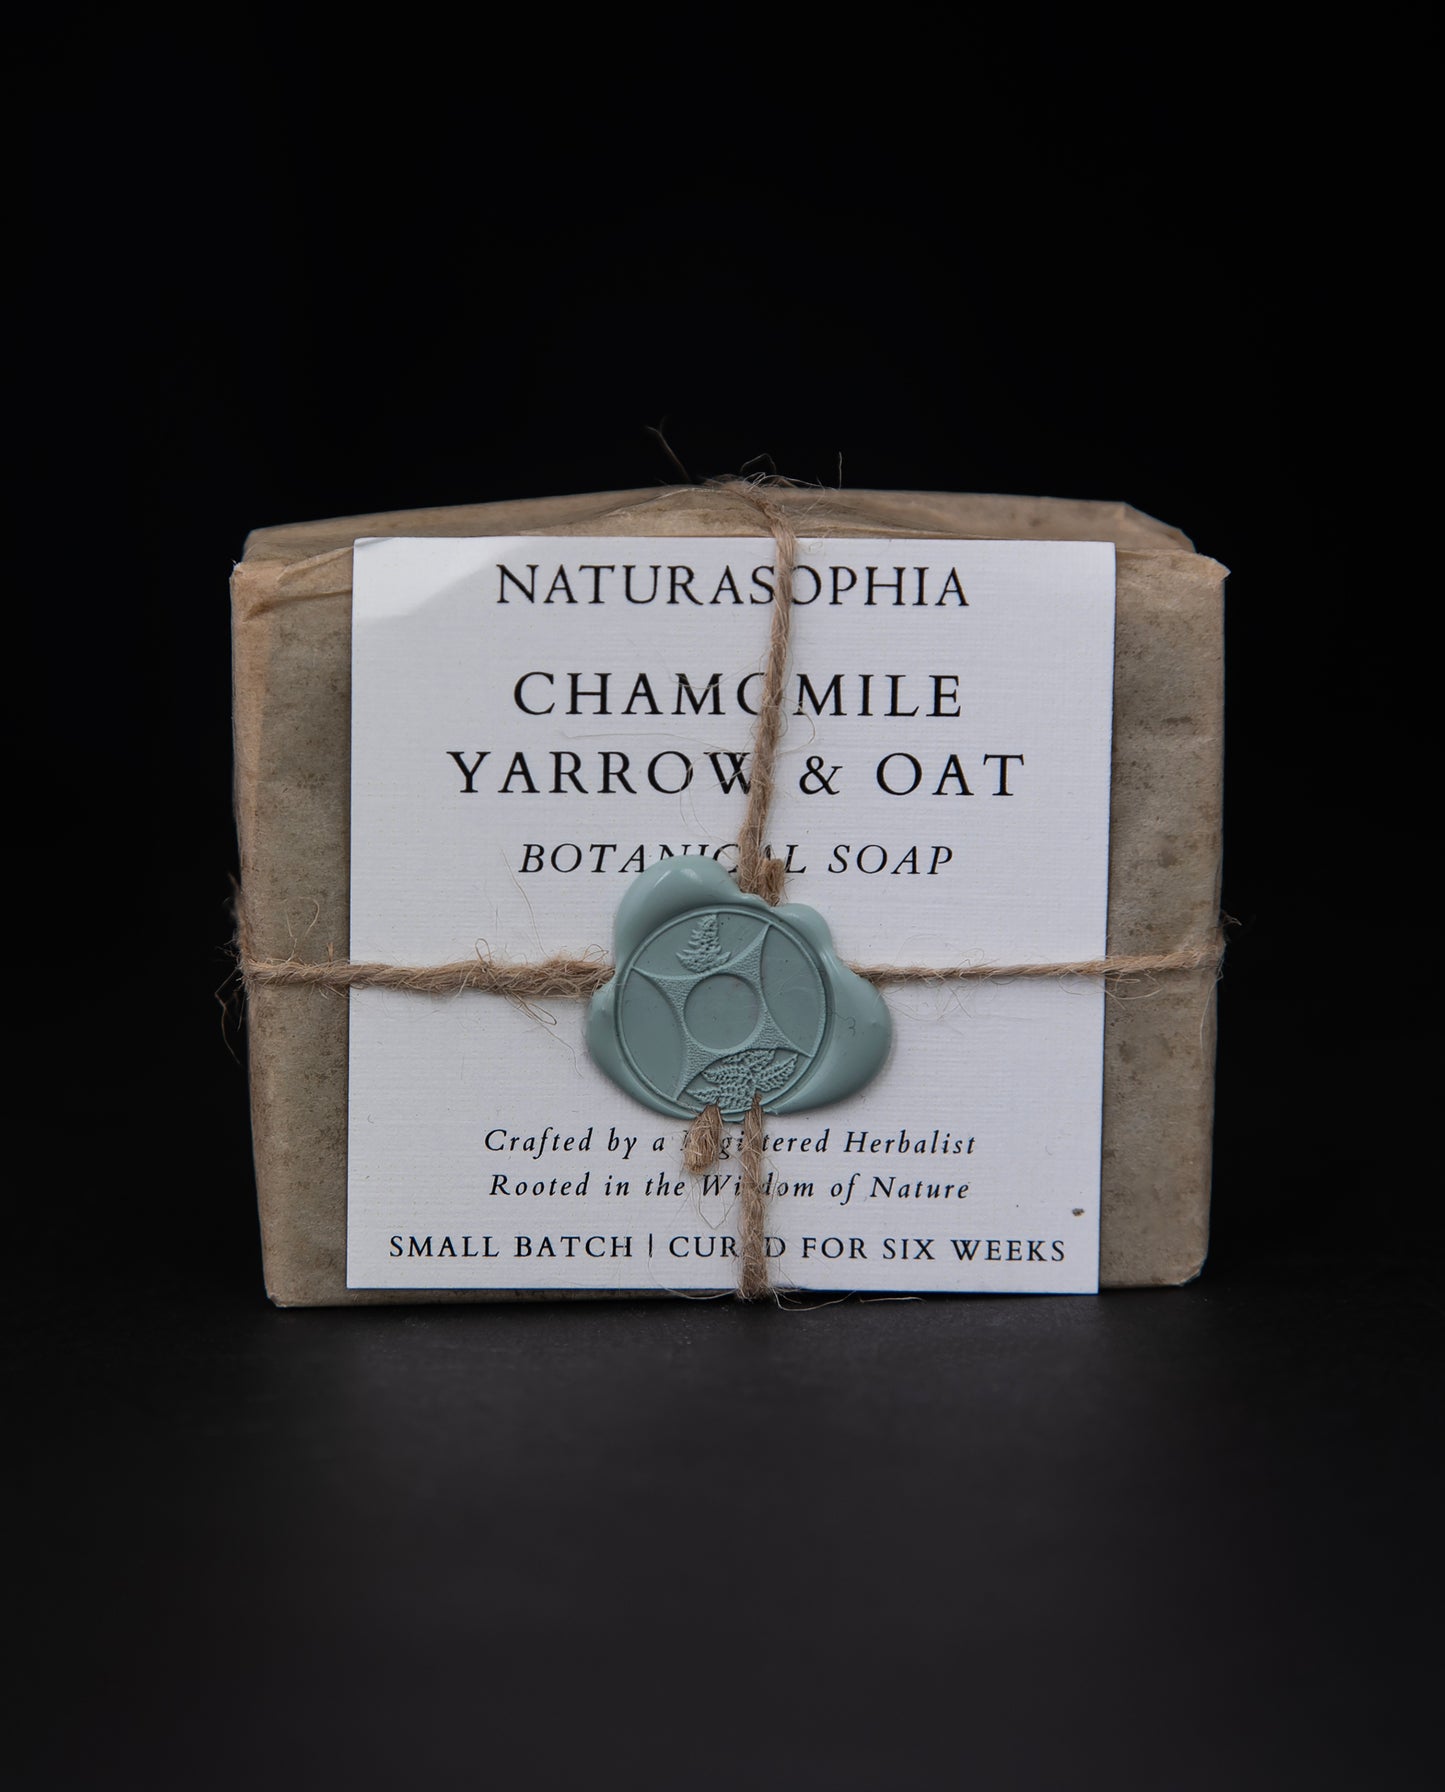 NATURASOPHIA
CHAMOMILE
YARROW & OAT
BOTANICAL SOAP
Crafted by a Registered Herbalist
Rooted in the Wisdom of Nature
SMALL BATCH | CURED FOR SIX WEEKS